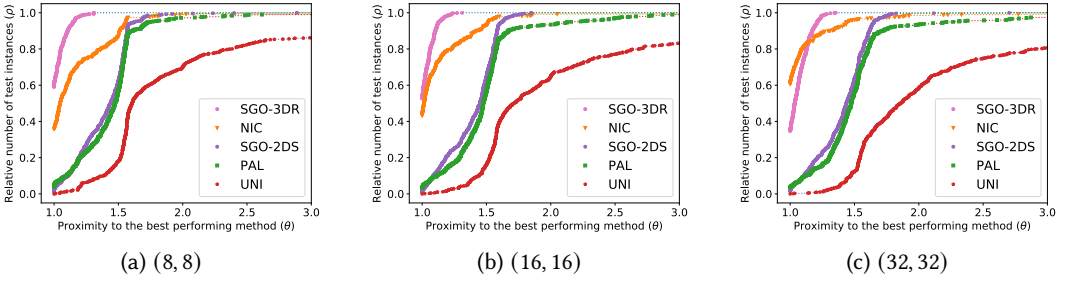 Relative number of test instances (ρ)
1.0
0.8
0.6
0.4
0.2
0.0
SGO-3DR
NIC
SGO-2DS
PAL
UNI
1.0 1.5 2.0 2.5 3.0
Proximity to the best performing method (θ)
(a) (8, 8)
Relative number of test instances (ρ)
1.0
0.8
0.6
0.4
0.2
0.0
SGO-3DR
NIC
SGO-2DS
PAL
UNI
1.0 1.5 2.0 2.5 3.0
Proximity to the best performing method (θ)
(b) (16, 16)
Relative number of test instances (ρ)
1.0
0.8
0.6
0.4
0.2
0.0
SGO-3DR
NIC
SGO-2DS
PAL
UNI
1.0 1.5 2.0 2.5 3.0
Proximity to the best performing method (θ)
(c) (32, 32)